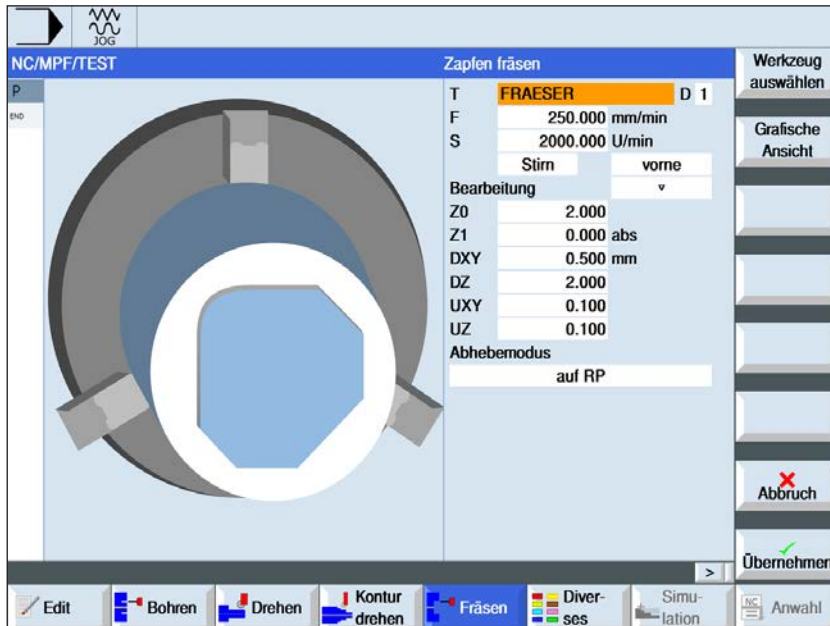 JOG
NC/MPF/TEST
Zapfen fräsen
P
END
T FRAESER D 1
F 250.000 mm/min
S 2000.000 U/min
Stirn vorne
Bearbeitung ▿
Z0 2.000
Z1 0.000 abs
DXY 0.500 mm
DZ 2.000
UXY 0.100
UZ 0.100
Abhebemodus
auf RP
Werkzeug
auswählen
Grafische
Ansicht
Abbruch
Übernehmen
>
Edit
Bohren
Drehen
Kontur
drehen
Fräsen
Diver-
ses
Simu-
lation
NC
Anwahl